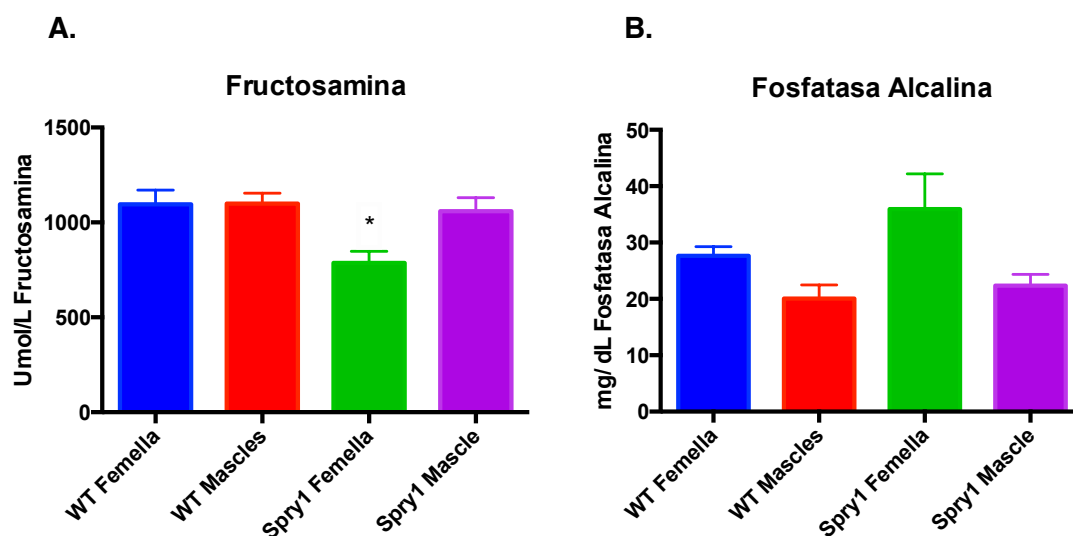 A.
Fructosamina
Umol/L Fructosamina
1500
1000
500
0
*
WT Femella
WT Mascles
Spry1 Femella
Spry1 Mascle
B.
Fosfatasa Alcalina
mg/ dL Fosfatasa Alcalina
50
40
30
20
10
0
WT Femella
WT Mascles
Spry1 Femella
Spry1 Mascle